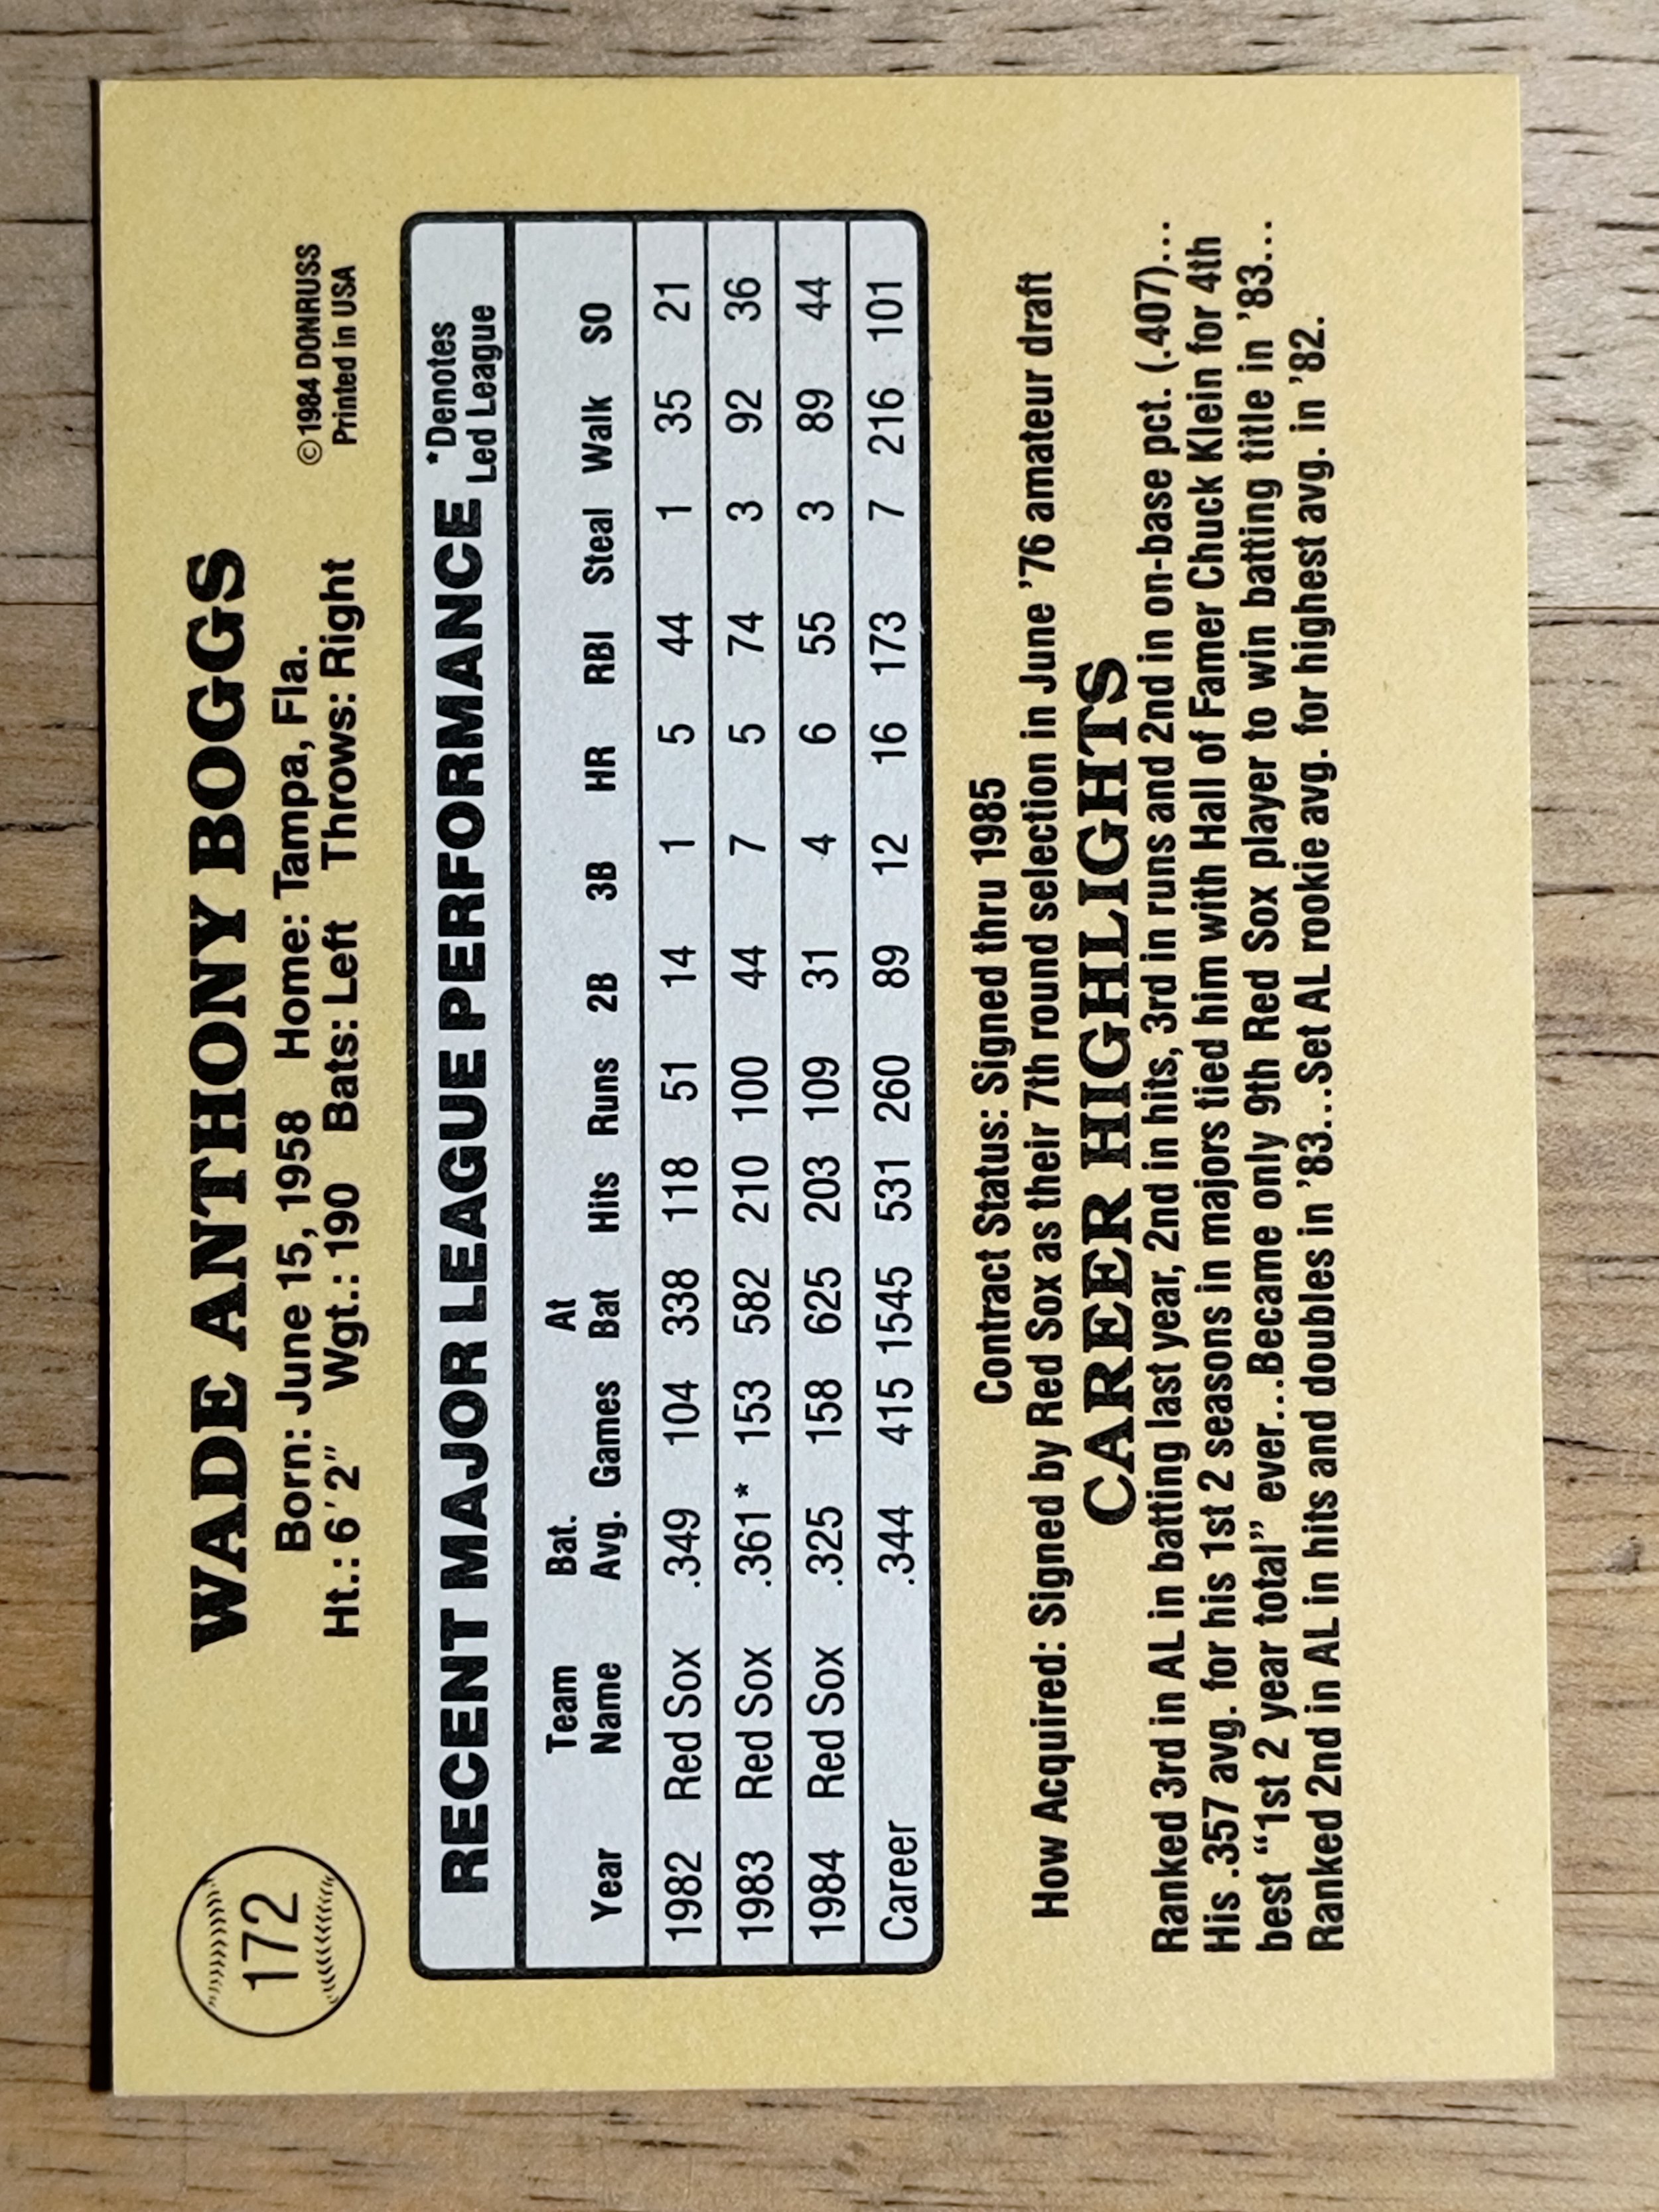 172
WADE ANTHONY BOGGS
Born: June 15, 1958 Home: Tampa, Fla.
Ht.: 6'2" Wgt.: 190 Bats: Left Throws: Right
©1984 DONRUSS
Printed in USA
RECENT MAJOR LEAGUE PERFORMANCE
*Denotes
Led League
Year Team Name Bat. Avg. Games At Bat Hits Runs 2B 3B HR RBI Steal Walk SO
1982 Red Sox .349 104 338 118 51 14 1 5 44 1 35 21
1983 Red Sox .361* 153 582 210 100 44 7 5 74 3 92 36
1984 Red Sox .325 158 625 203 109 31 4 6 55 3 89 44
Career .344 415 1545 531 260 89 12 16 173 7 216 101
Contract Status: Signed thru 1985
How Acquired: Signed by Red Sox as their 7th round selection in June '76 amateur draft
CAREER HIGHLIGHTS
Ranked 3rd in AL in batting last year, 2nd in hits, 3rd in runs and 2nd in on-base pct. (.407)...
His .357 avg. for his 1st 2 seasons in majors tied him with Hall of Famer Chuck Klein for 4th
best "1st 2 year total" ever...Became only 9th Red Sox player to win batting title in '83...
Ranked 2nd in AL in hits and doubles in '83...Set AL rookie avg. for highest avg. in '82.